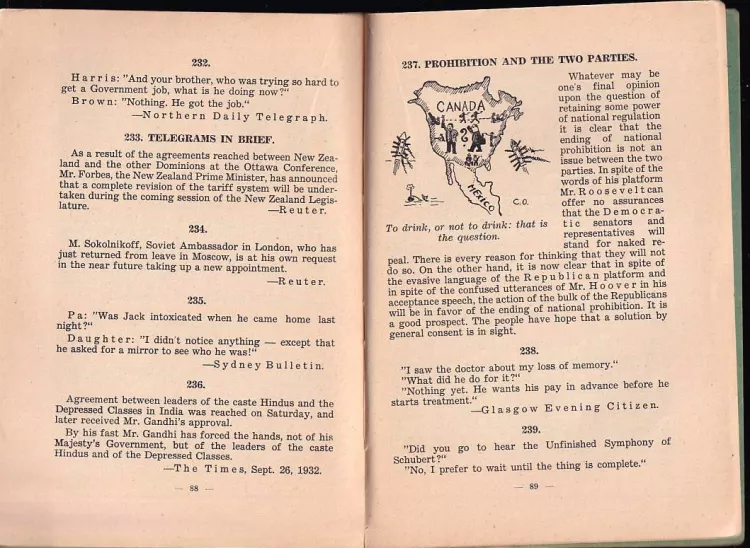 232.
Harris: "And your brother, who was trying so hard to
get a Government job, what is he doing now?"
Brown: "Nothing. He got the job."
—Northern Daily Telegraph.
233. TELEGRAMS IN BRIEF.
As a result of the agreements reached between New Zea-
land and the other Dominions at the Ottawa Conference,
Mr. Forbes, the New Zealand Prime Minister, has announced
that a complete revision of the tariff system will be under-
taken during the coming session of the New Zealand Legis-
lature.
—Reuter.
234.
M. Sokolnikoff, Soviet Ambassador in London, who has
just returned from leave in Moscow, is at his own request
in the near future taking up a new appointment.
—Reuter.
235.
Pa: "Was Jack intoxicated when he came home last
night?"
Daughter: "I didn't notice anything — except that
he asked for a mirror to see who he was!"
—Sydney Bulletin.
236.
Agreement between leaders of the caste Hindus and the
Depressed Classes in India was reached on Saturday, and
later received Mr. Gandhi's approval.
By his fast Mr. Gandhi has forced the hands, not of his
Majesty's Government, but of the leaders of the caste
Hindus and of the Depressed Classes.
—The Times, Sept. 26, 1932.
— 88 —
237. PROHIBITION AND THE TWO PARTIES.
CANADA
MEXICO
C.O.
To drink, or not to drink: that is
the question.
Whatever may be
one's final opinion
upon the question of
retaining some power
of national regulation
it is clear that the
ending of national
prohibition is not an
issue between the two
parties. In spite of the
words of his platform
Mr. Roosevelt can
offer no assurances
that the Democra-
tic senators and
representatives will
stand for naked re-
peal. There is every reason for thinking that they will not
do so. On the other hand, it is now clear that in spite of
the evasive language of the Republican platform and
in spite of the confused utterances of Mr. Hoover in his
acceptance speech, the action of the bulk of the Republicans
will be in favor of the ending of national prohibition. It is
a good prospect. The people have hope that a solution by
general consent is in sight.
238.
"I saw the doctor about my loss of memory."
"What did he do for it?"
"Nothing yet. He wants his pay in advance before he
starts treatment."
—Glasgow Evening Citizen.
239.
"Did you go to hear the Unfinished Symphony of
Schubert?"
"No, I prefer to wait until the thing is complete."
— 89 —